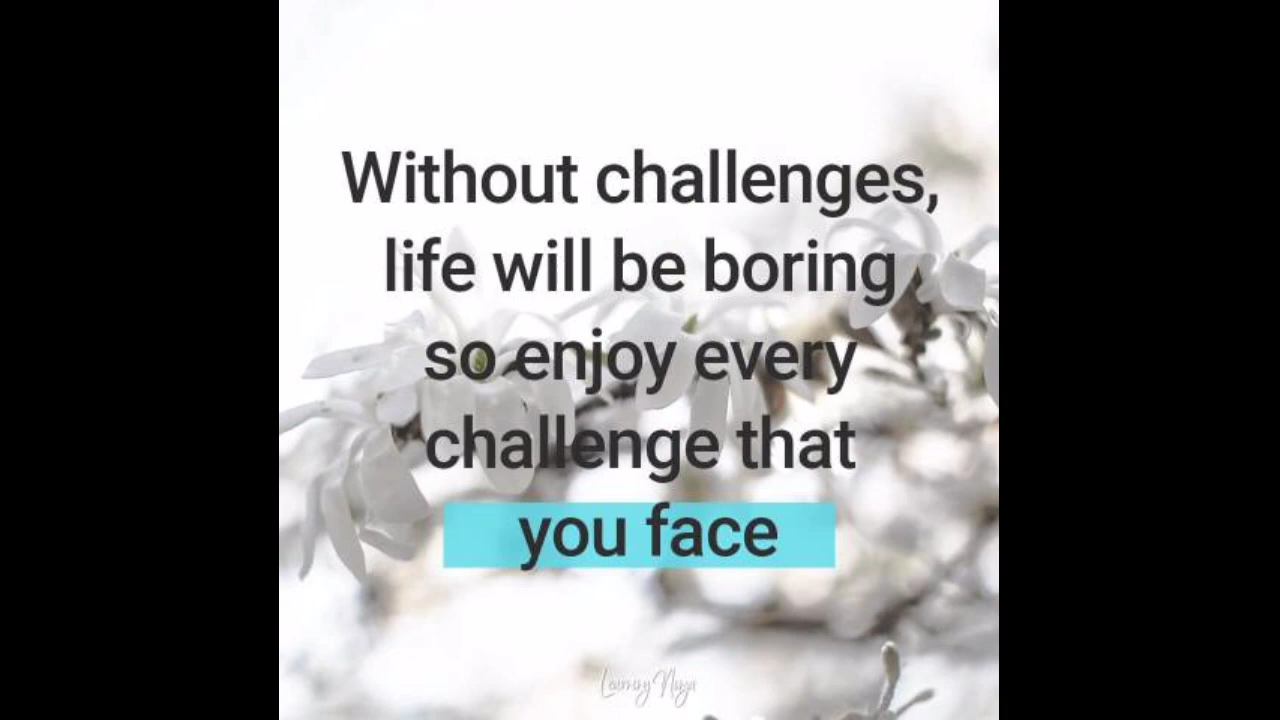 Without challenges,
life will be boring
so enjoy every
challenge that
you face